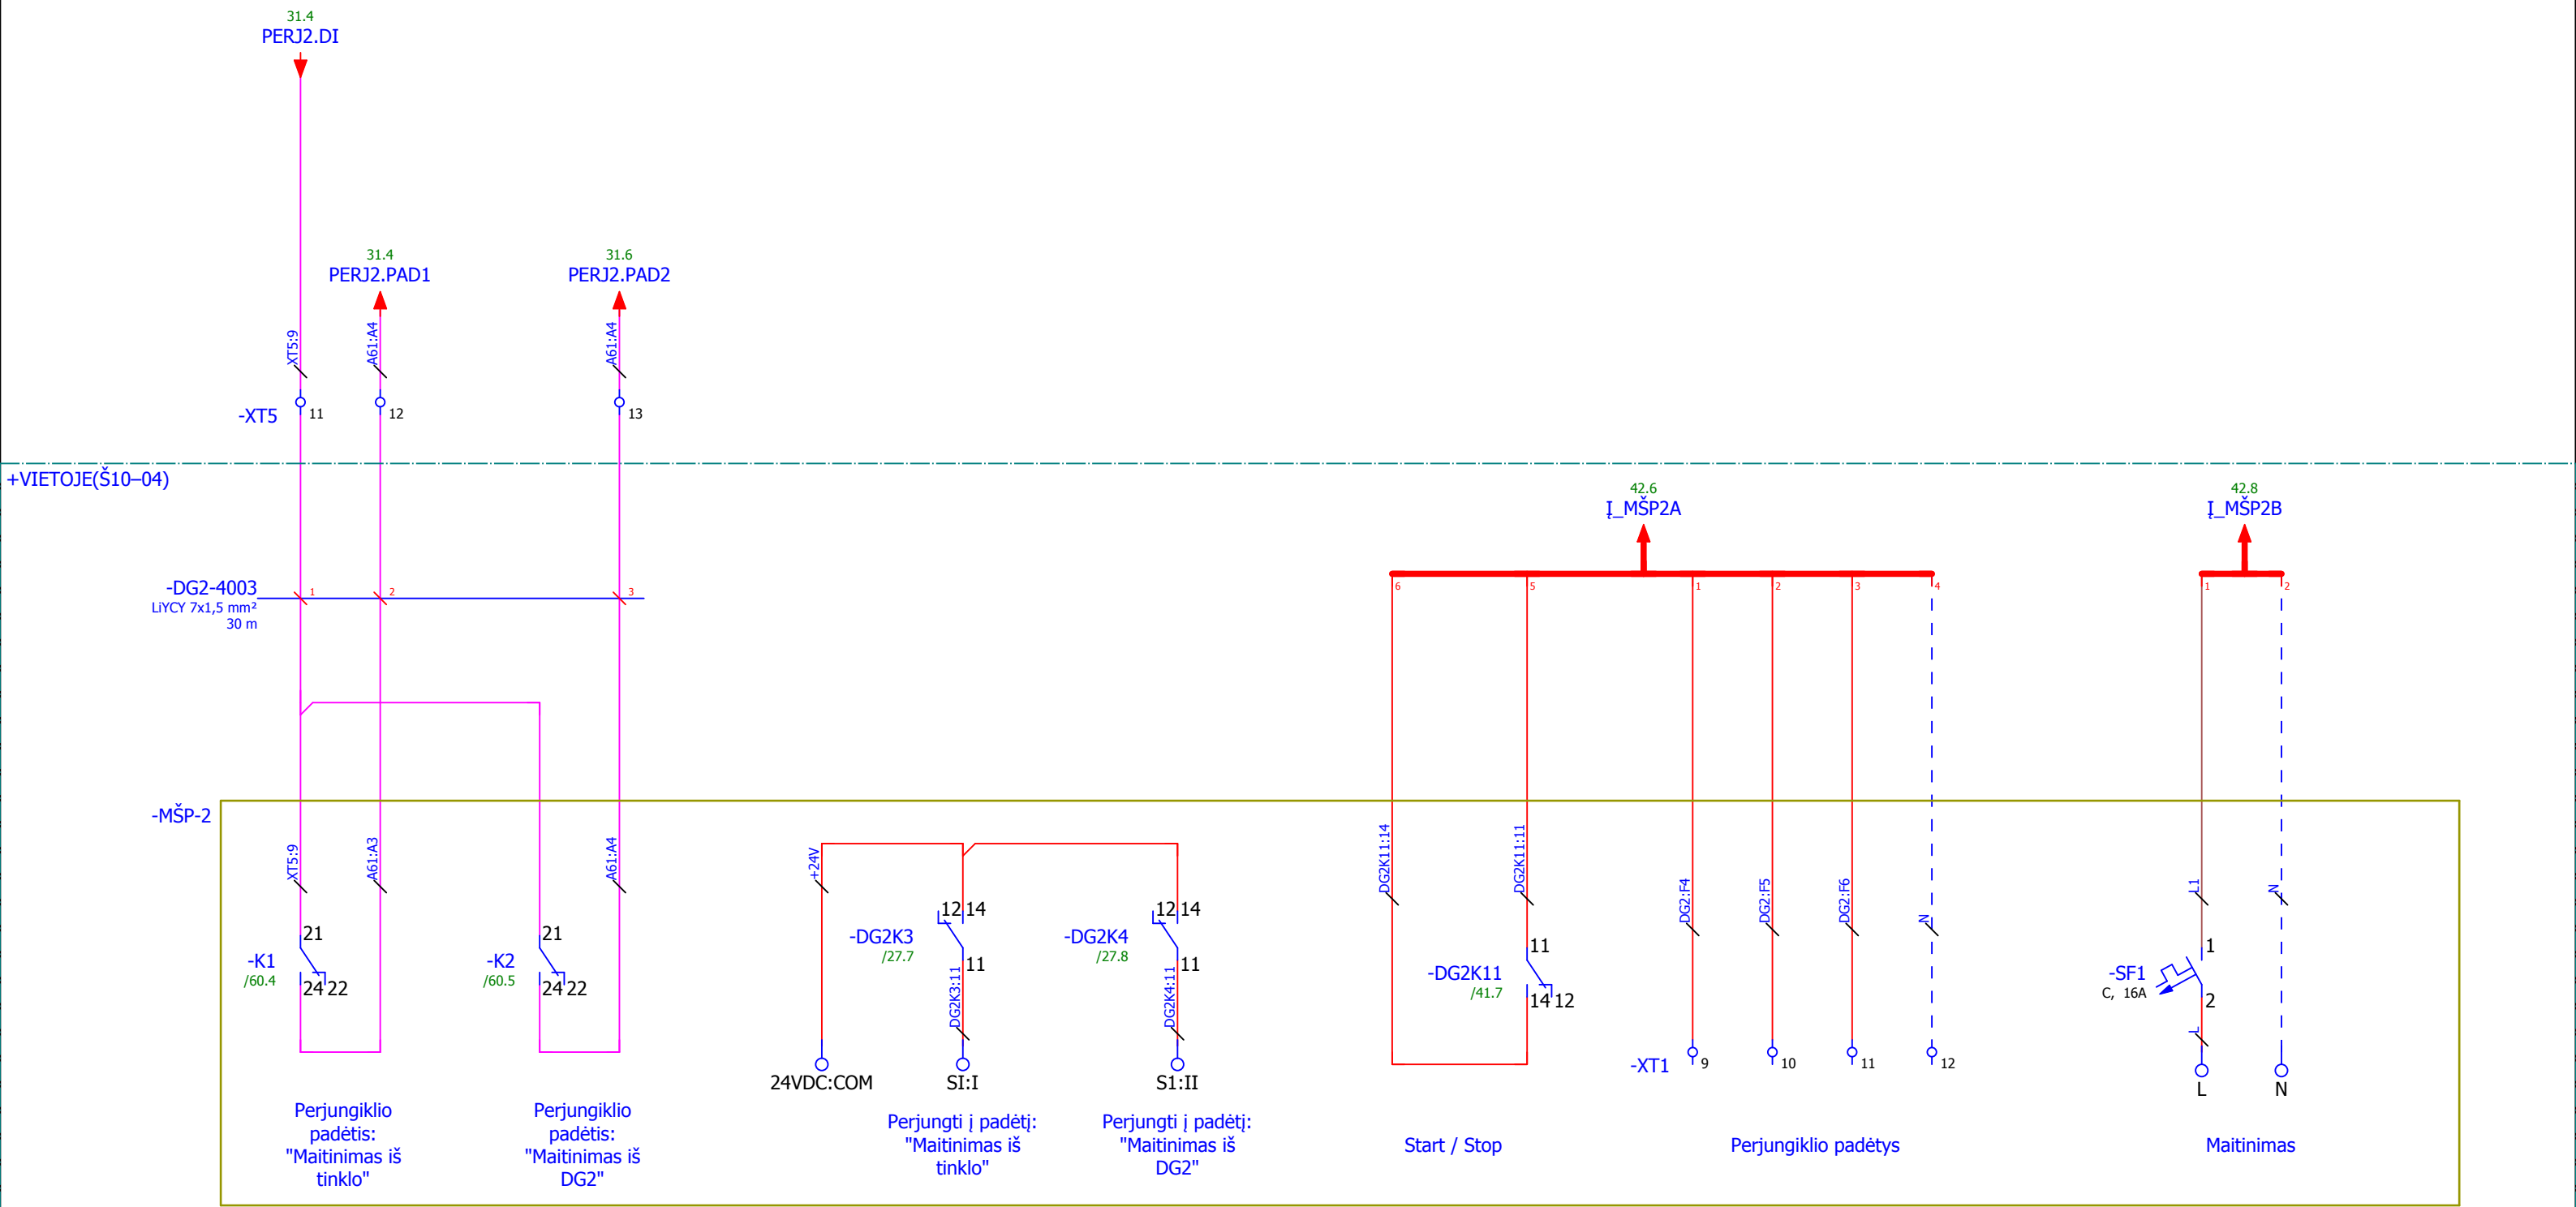 31.4
PERJ2.DI
31.4
PERJ2.PAD1
31.6
PERJ2.PAD2
XT5:9
A61:A4
A61:A4
-XT5
11
12
13
+VIETOJE(Š10–04)
42.6
Į_MŠP2A
42.8
Į_MŠP2B
-DG2-4003
LiYCY 7x1,5 mm²
30 m
1
2
3
6
5
1
2
3
4
1
2
-MŠP-2
XT5:9
A61:A3
A61:A4
+24V
DG2K11:14
DG2K11:11
DG2:F4
DG2:F5
DG2:F6
N
L1
N
-K1
/60.4
21
24 22
-K2
/60.5
21
24 22
-DG2K3
/27.7
12 14
11
DG2K3:11
-DG2K4
/27.8
12 14
11
DG2K4:11
-DG2K11
/41.7
11
14 12
-SF1
C, 16A
1
2
L
24VDC:COM
SI:I
S1:II
-XT1
9
10
11
12
L
N
Perjungiklio
padėtis:
"Maitinimas iš
tinklo"
Perjungiklio
padėtis:
"Maitinimas iš
DG2"
Perjungti į padėtį:
"Maitinimas iš
tinklo"
Perjungti į padėtį:
"Maitinimas iš
DG2"
Start / Stop
Perjungiklio padėtys
Maitinimas